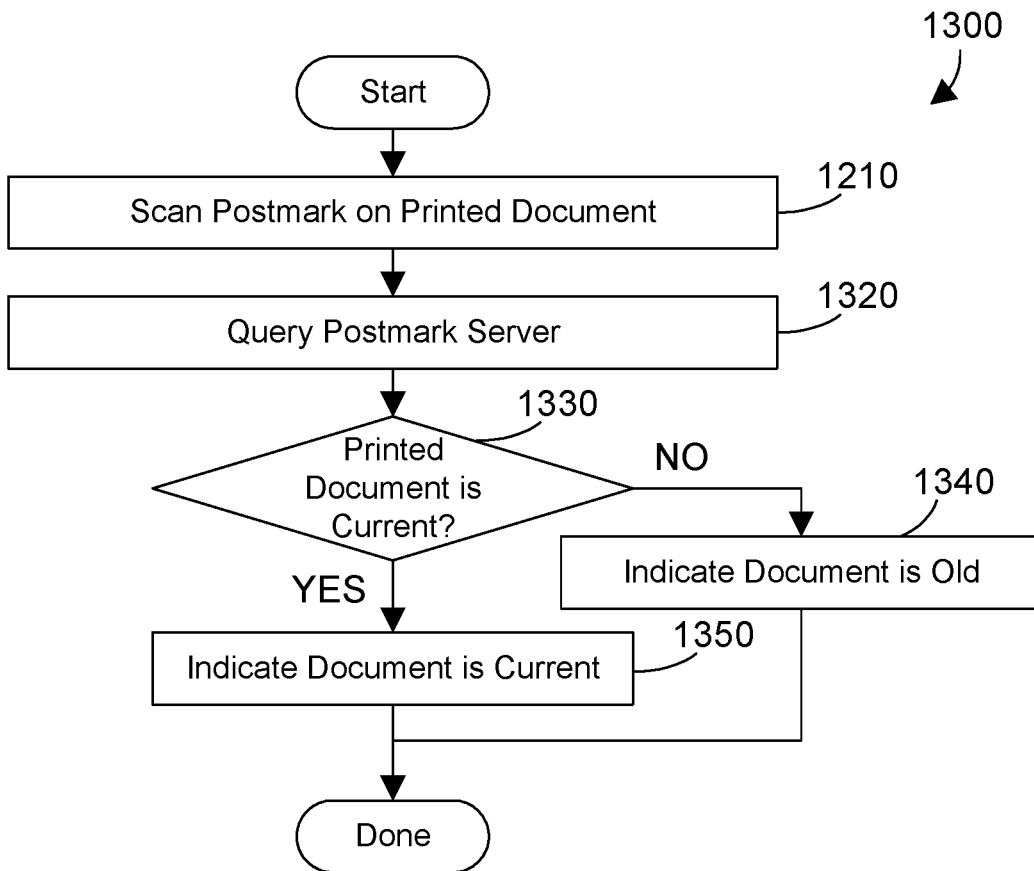 1300
Start
1210
Scan Postmark on Printed Document
1320
Query Postmark Server
1330
Printed
Document is
Current?
NO
1340
Indicate Document is Old
YES
1350
Indicate Document is Current
Done